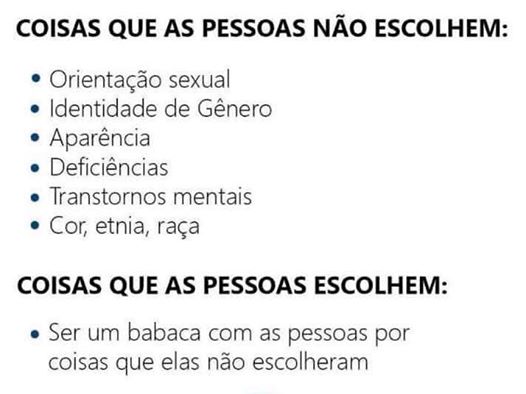 COISAS QUE AS PESSOAS NÃO ESCOLHEM:
• Orientação sexual
• Identidade de Gênero
• Aparência
• Deficiências
• Transtornos mentais
• Cor, etnia, raça
COISAS QUE AS PESSOAS ESCOLHEM:
• Ser um babaca com as pessoas por
coisas que elas não escolheram